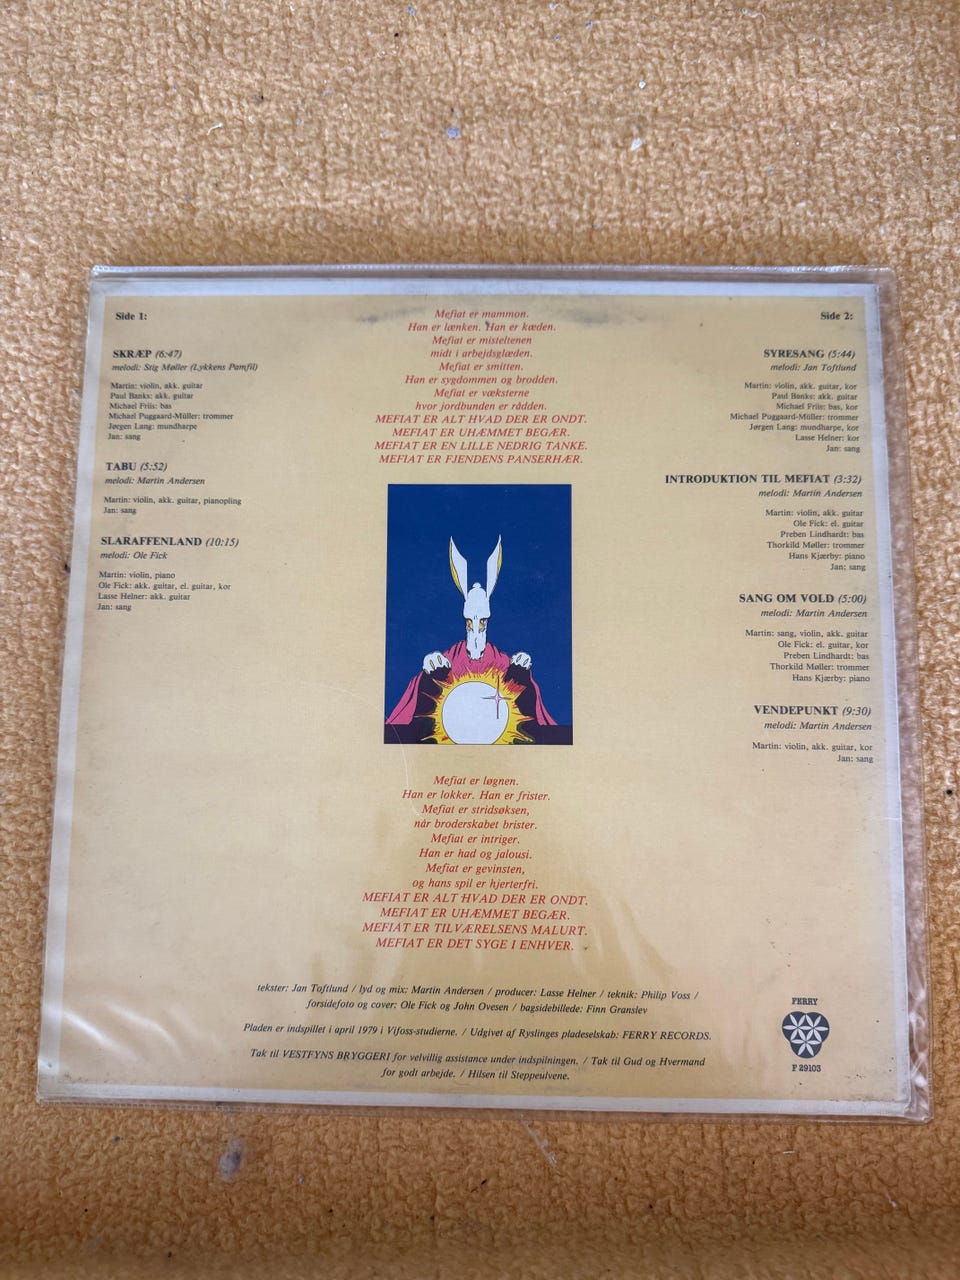 Side 1:
SKRÆP (6:47)
melodi: Stig Møller (Lykkens Pamfil)
Martin: violin, akk. guitar
Paul Banks: akk. guitar
Michael Friis: bas
Michael Puggaard-Müller: trommer
Jørgen Lang: mundharpe
Jan: sang
TABU (5:52)
melodi: Martin Andersen
Martin: violin, akk. guitar, pianopling
Jan: sang
SLARAFFENLAND (10:15)
melodi: Ole Fick
Martin: violin, piano
Ole Fick: akk. guitar, el. guitar, kor
Lasse Helner: akk. guitar
Jan: sang
Mefiat er mammon.
Han er lænken. Han er kæden.
Mefiat er misteltenen
midt i arbejdsglæden.
Mefiat er smitten.
Han er sygdommen og brodden.
Mefiat er væksterne
hvor jordbunden er rådden.
MEFIAT ER ALT HVAD DER ER ONDT.
MEFIAT ER UHÆMMET BEGÆR.
MEFIAT ER EN LILLE NEDRIG TANKE.
MEFIAT ER FJENDENS PANSERHÆR.
Mefiat er løgnen.
Han er lokker. Han er frister.
Mefiat er stridsøksen,
når broderskabet brister.
Mefiat er intriger.
Han er had og jalousi.
Mefiat er gevinsten,
og hans spil er hjerterfri.
MEFIAT ER ALT HVAD DER ER ONDT.
MEFIAT ER UHÆMMET BEGÆR.
MEFIAT ER TILVÆRELSENS MALURT.
MEFIAT ER DET SYGE I ENHVER.
Side 2:
SYRESANG (5:44)
melodi: Jan Toftlund
Martin: violin, akk. guitar, kor
Paul Banks: akk. guitar
Michael Friis: bas, kor
Michael Puggaard-Müller: trommer
Jørgen Lang: mundharpe, kor
Lasse Helner: kor
Jan: sang
INTRODUKTION TIL MEFIAT (3:32)
melodi: Martin Andersen
Martin: violin, akk. guitar
Ole Fick: el. guitar
Preben Lindhardt: bas
Thorkild Møller: trommer
Hans Kjærby: piano
Jan: sang
SANG OM VOLD (5:00)
melodi: Martin Andersen
Martin: sang, violin, akk. guitar
Ole Fick: el. guitar, kor
Preben Lindhardt: bas
Thorkild Møller: trommer
Hans Kjærby: piano
VENDEPUNKT (9:30)
melodi: Martin Andersen
Martin: violin, akk. guitar, kor
Jan: sang
tekster: Jan Toftlund / lyd og mix: Martin Andersen / producer: Lasse Helner / teknik: Philip Voss /
forsidefoto og cover: Ole Fick og John Ovesen / bagsidebillede: Finn Granslev
Pladen er indspillet i april 1979 i Vifoss-studierne. / Udgivet af Ryslinges pladeselskab: FERRY RECORDS.
Tak til VESTFYNS BRYGGERI for velvillig assistance under indspilningen. / Tak til Gud og Hvermand
for godt arbejde. / Hilsen til Steppeulvene.
FERRY
F 29103